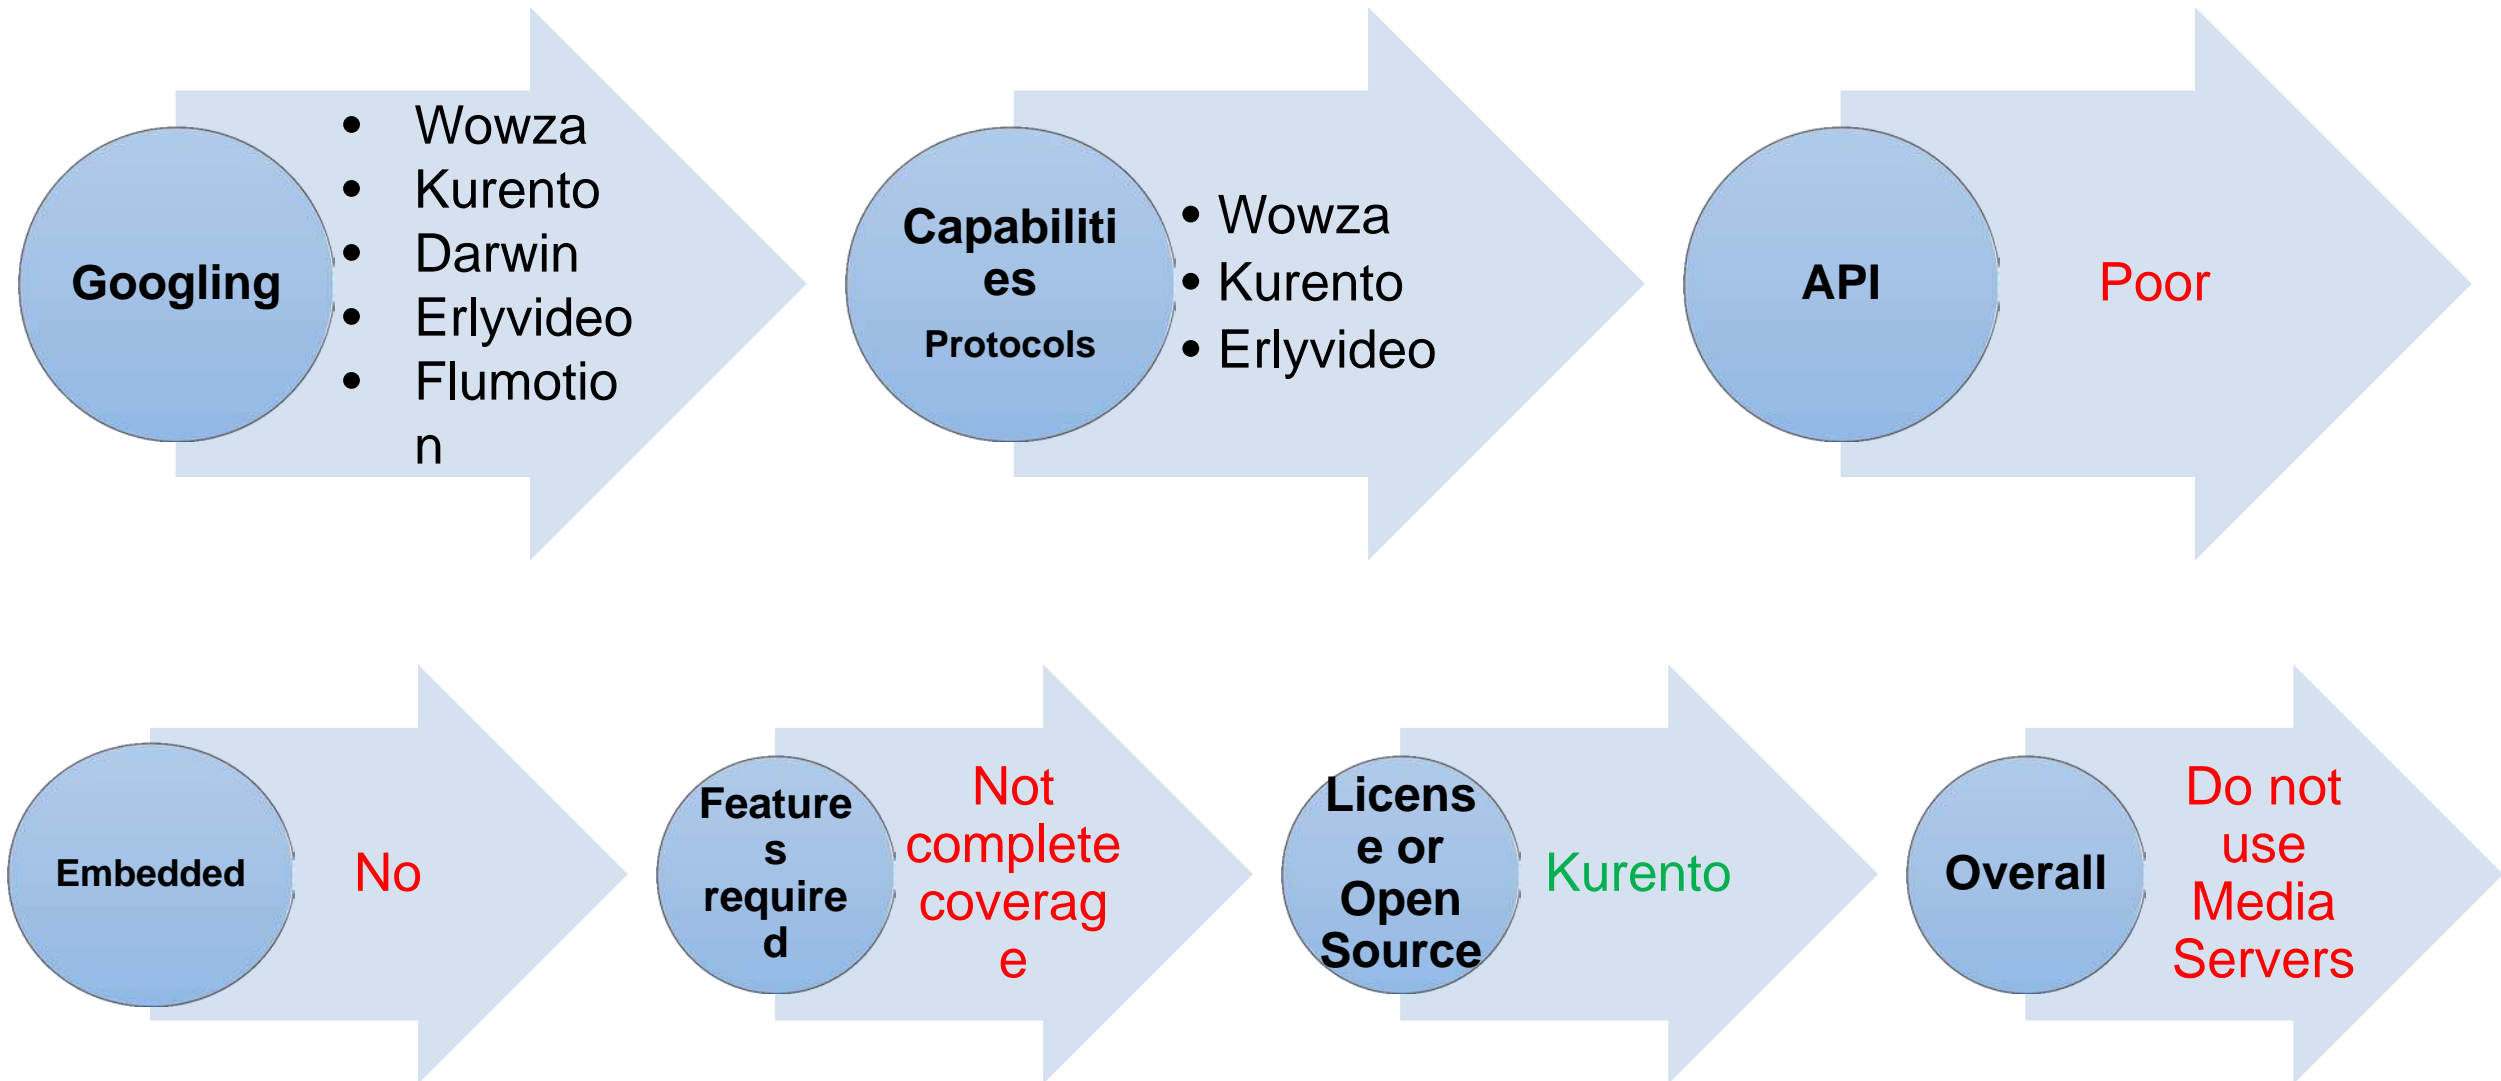 Googling
• Wowza
• Kurento
• Darwin
• Erlyvideo
• Flumotio
n
Capabiliti
es
Protocols
• Wowza
• Kurento
• Erlyvideo
API
Poor
Embedded
No
Feature
s
require
d
Not
complete
coverag
e
Licens
e or
Open
Source
Kurento
Overall
Do not
use
Media
Servers